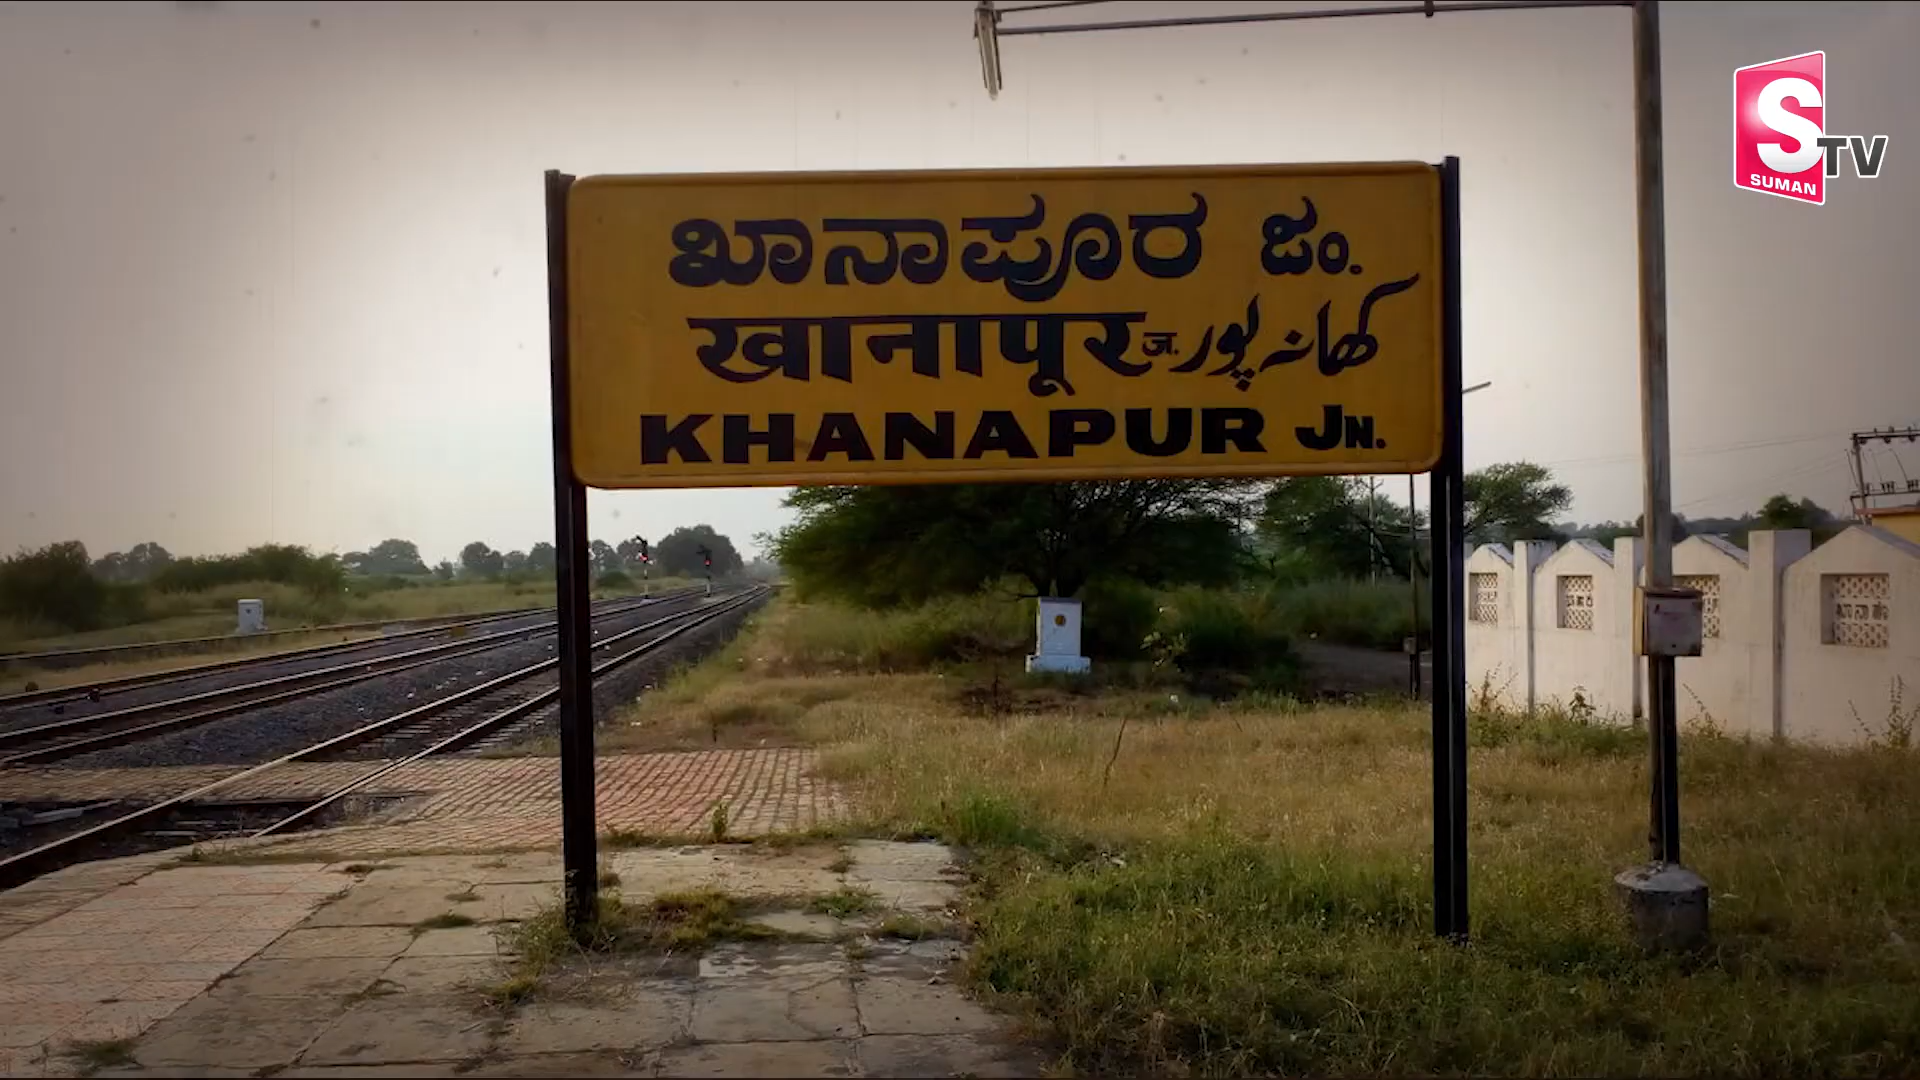 ಖಾನಾಪೂರ ಜಂ.
खानापूर ज. کھانہ پور
KHANAPUR JN.
S TV
SUMAN